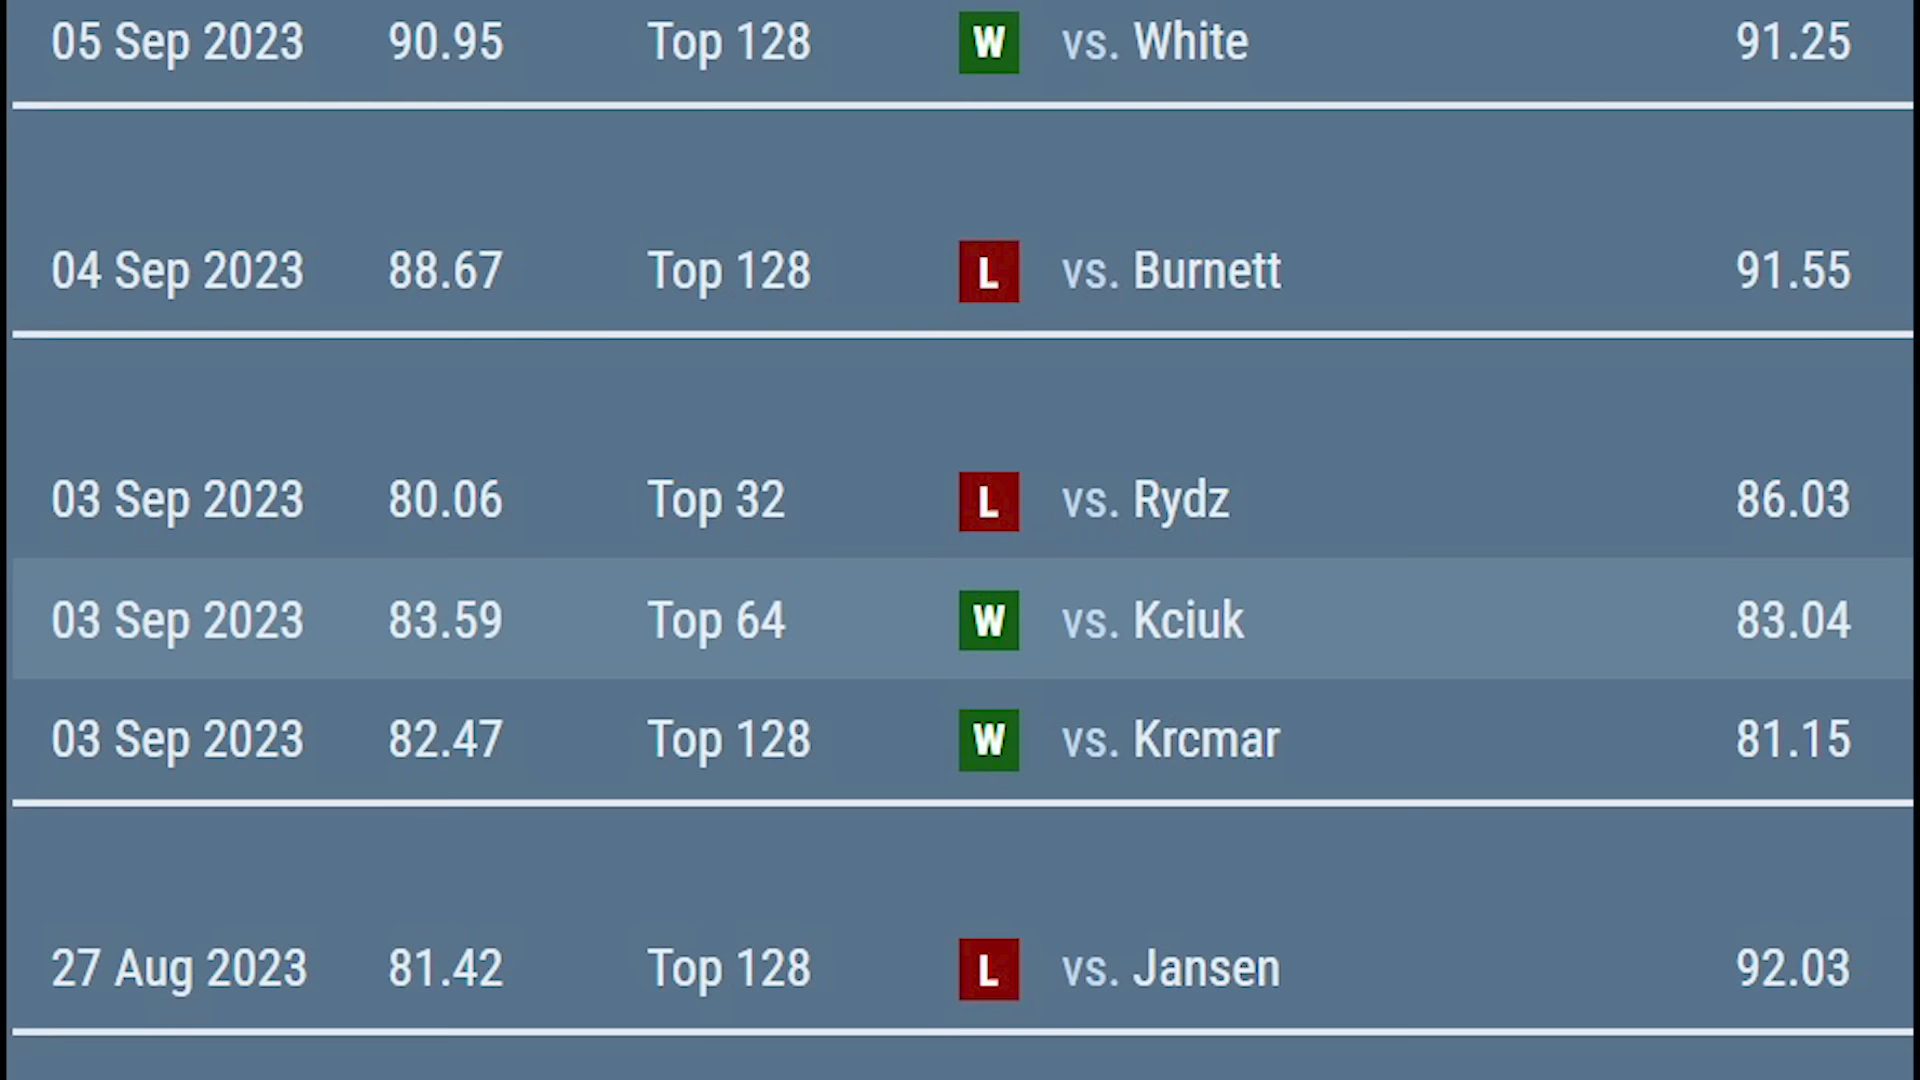 05 Sep 2023 90.95 Top 128 W vs. White 91.25
04 Sep 2023 88.67 Top 128 L vs. Burnett 91.55
03 Sep 2023 80.06 Top 32 L vs. Rydz 86.03
03 Sep 2023 83.59 Top 64 W vs. Kciuk 83.04
03 Sep 2023 82.47 Top 128 W vs. Krcmar 81.15
27 Aug 2023 81.42 Top 128 L vs. Jansen 92.03